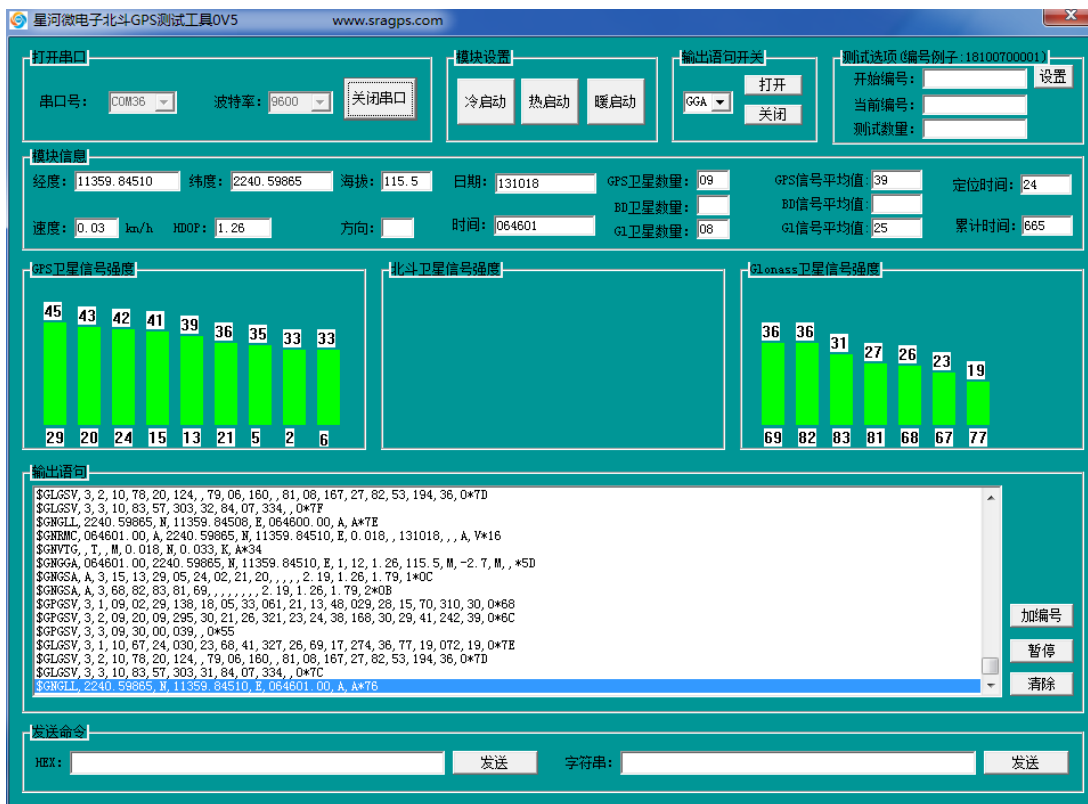 星河微电子北斗GPS测试工具0V5 www.sragps.com
打开串口
串口号: COM36 波特率: 9600 关闭串口
模块设置
冷启动 热启动 暖启动
输出语句开关
GGA 打开
关闭
测试选项(编号例子:18100700001)
开始编号: 设置
当前编号:
测试数量:
模块信息
经度: 11359.84510 纬度: 2240.59865 海拔: 115.5 日期: 131018 GPS卫星数量: 09 GPS信号平均值: 39 定位时间: 24
BD卫星数量: BD信号平均值:
速度: 0.03 km/h HDOP: 1.26 方向: 时间: 064601 Gl卫星数量: 08 Gl信号平均值: 25 累计时间: 665
GPS卫星信号强度
45 43 42 41 39 36 35 33 33
29 20 24 15 13 21 5 2 6
北斗卫星信号强度
Glonass卫星信号强度
36 36 31 27 26 23 19
69 82 83 81 68 67 77
输出语句
$GLGSV,3,2,10,78,20,124,,79,06,160,,81,08,167,27,82,53,194,36,0*7D
$GLGSV,3,3,10,83,57,303,32,84,07,334,,0*7F
$GNGLL,2240.59865,N,11359.84508,E,064600.00,A,A*7E
$GNRMC,064601.00,A,2240.59865,N,11359.84510,E,0.018,,131018,,,A,V*16
$GNVTG,,T,,M,0.018,N,0.033,K,A*34
$GNGGA,064601.00,2240.59865,N,11359.84510,E,1,12,1.26,115.5,M,-2.7,M,,*5D
$GNGSA,A,3,15,13,29,05,24,02,21,20,,,,,2.19,1.26,1.79,1*0C
$GNGSA,A,3,68,82,83,81,69,,,,,,,,2.19,1.26,1.79,2*0B
$GPGSV,3,1,09,02,29,138,18,05,33,061,21,13,48,029,28,15,70,310,30,0*68
$GPGSV,3,2,09,20,09,295,30,21,26,321,23,24,38,168,30,29,41,242,39,0*6C
$GPGSV,3,3,09,30,00,039,,0*55
$GLGSV,3,1,10,67,24,030,23,68,41,327,26,69,17,274,36,77,19,072,19,0*7E
$GLGSV,3,2,10,78,20,124,,79,06,160,,81,08,167,27,82,53,194,36,0*7D
$GLGSV,3,3,10,83,57,303,31,84,07,334,,0*7C
$GNGLL,2240.59865,N,11359.84510,E,064601.00,A,A*76
加编号
暂停
清除
发送命令
HEX: 发送 字符串: 发送